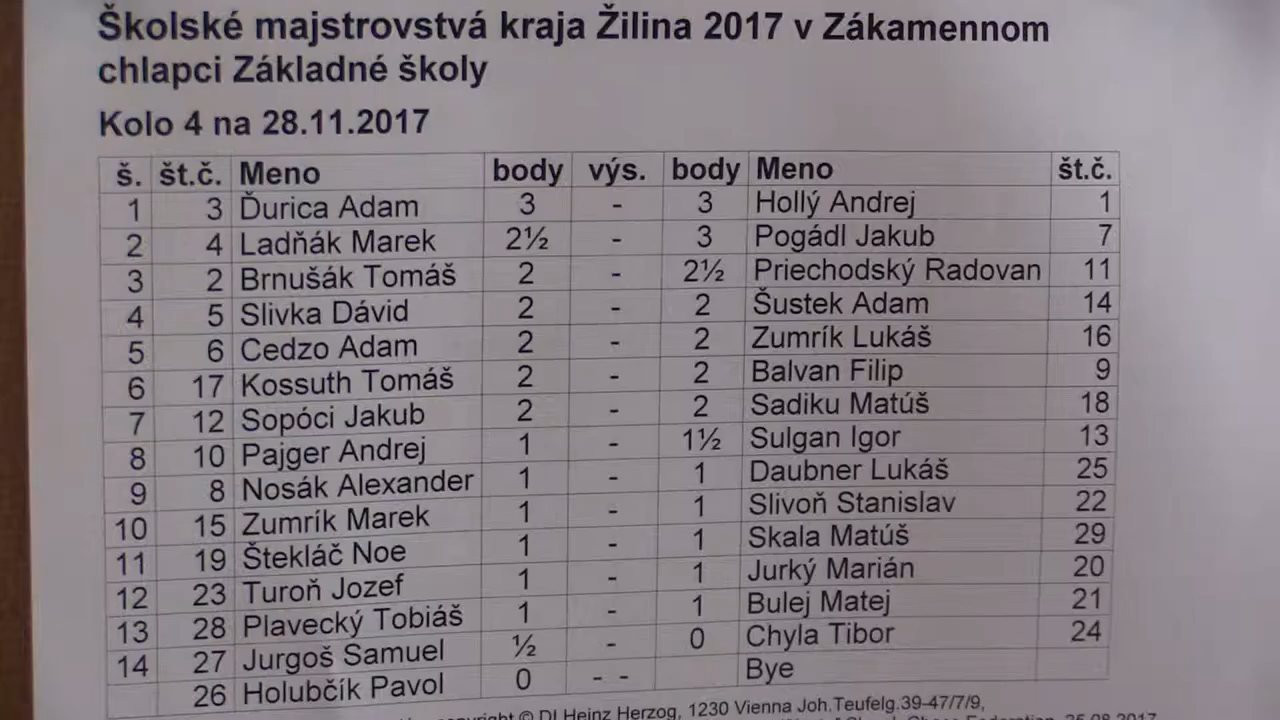 Školské majstrovstvá kraja Žilina 2017 v Zákamennom
chlapci Základné školy
Kolo 4 na 28.11.2017
š. št.č. Meno body výs. body Meno št.č.
1 3 Ďurica Adam 3 - 3 Hollý Andrej 1
2 4 Ladňák Marek 2½ - 3 Pogádl Jakub 7
3 2 Brnušák Tomáš 2 - 2½ Priechodský Radovan 11
4 5 Slivka Dávid 2 - 2 Šustek Adam 14
5 6 Cedzo Adam 2 - 2 Zumrík Lukáš 16
6 17 Kossuth Tomáš 2 - 2 Balvan Filip 9
7 12 Sopóci Jakub 2 - 2 Sadiku Matúš 18
8 10 Pajger Andrej 1 - 1½ Sulgan Igor 13
9 8 Nosák Alexander 1 - 1 Daubner Lukáš 25
10 15 Zumrík Marek 1 - 1 Slivoň Stanislav 22
11 19 Štekláč Noe 1 - 1 Skala Matúš 29
12 23 Turoň Jozef 1 - 1 Jurký Marián 20
13 28 Plavecký Tobiáš 1 - 1 Bulej Matej 21
14 27 Jurgoš Samuel ½ - 0 Chyla Tibor 24
26 Holubčík Pavol 0 - - Bye
copyright © DI Heinz Herzog, 1230 Vienna Joh.Teufelg.39-47/7/9,